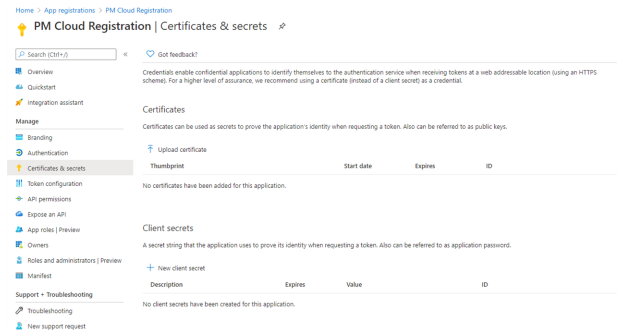 Home > App registrations > PM Cloud Registration
PM Cloud Registration | Certificates & secrets
Search (Ctrl+/)
«
Overview
Quickstart
Integration assistant
Manage
Branding
Authentication
Certificates & secrets
Token configuration
API permissions
Expose an API
App roles | Preview
Owners
Roles and administrators | Preview
Manifest
Support + Troubleshooting
Troubleshooting
New support request
Got feedback?
Credentials enable confidential applications to identify themselves to the authentication service when receiving tokens at a web addressable location (using an HTTPS
scheme). For a higher level of assurance, we recommend using a certificate (instead of a client secret) as a credential.
Certificates
Certificates can be used as secrets to prove the application's identity when requesting a token. Also can be referred to as public keys.
Upload certificate
Thumbprint Start date Expires ID
No certificates have been added for this application.
Client secrets
A secret string that the application uses to prove its identity when requesting a token. Also can be referred to as application password.
New client secret
Description Expires Value ID
No client secrets have been created for this application.